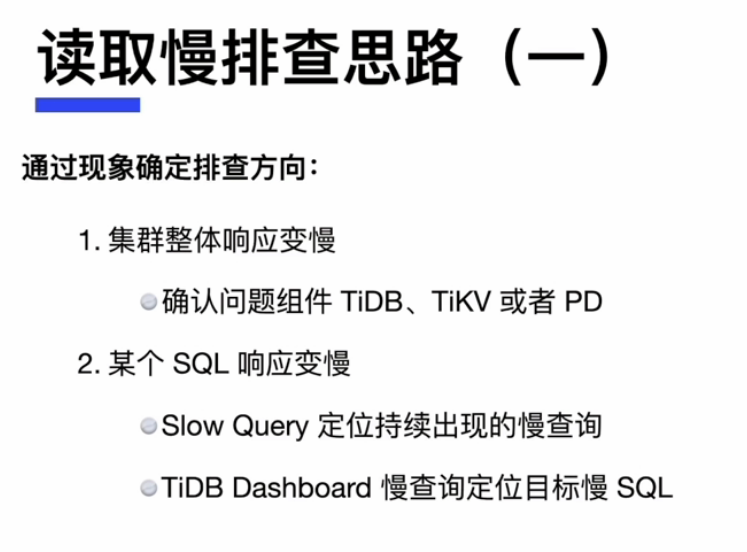 读取慢排查思路（一）
通过现象确定排查方向：
1. 集群整体响应变慢
确认问题组件 TiDB、TiKV 或者 PD
2. 某个 SQL 响应变慢
Slow Query 定位持续出现的慢查询
TiDB Dashboard 慢查询定位目标慢 SQL